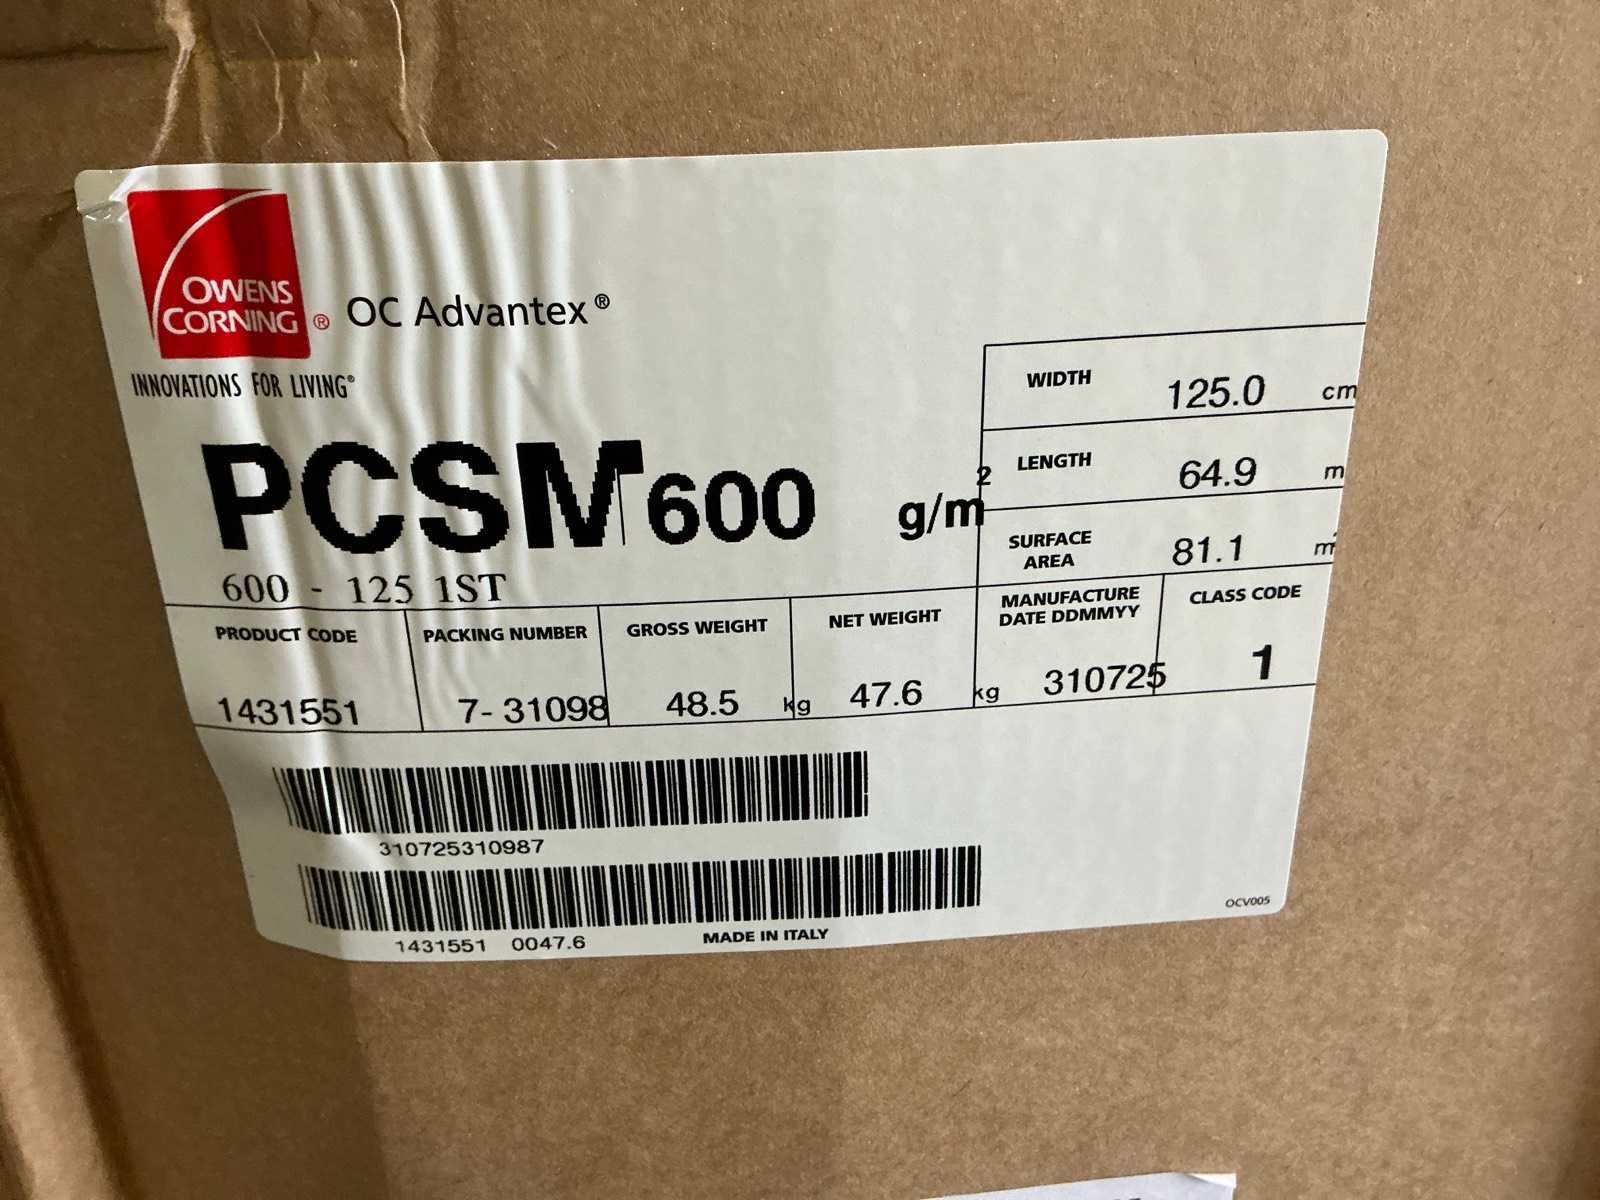 OWENS
CORNING ®
OC Advantex®
INNOVATIONS FOR LIVING®
WIDTH 125.0 cm
LENGTH 64.9 m
SURFACE AREA 81.1 m²
PCSM 600 g/m²
600 - 125 1ST
PRODUCT CODE
1431551
PACKING NUMBER
7- 31098
GROSS WEIGHT
48.5 kg
NET WEIGHT
47.6 kg
MANUFACTURE
DATE DDMMYY
310725
CLASS CODE
1
310725310987
1431551 0047.6
MADE IN ITALY
OCV005